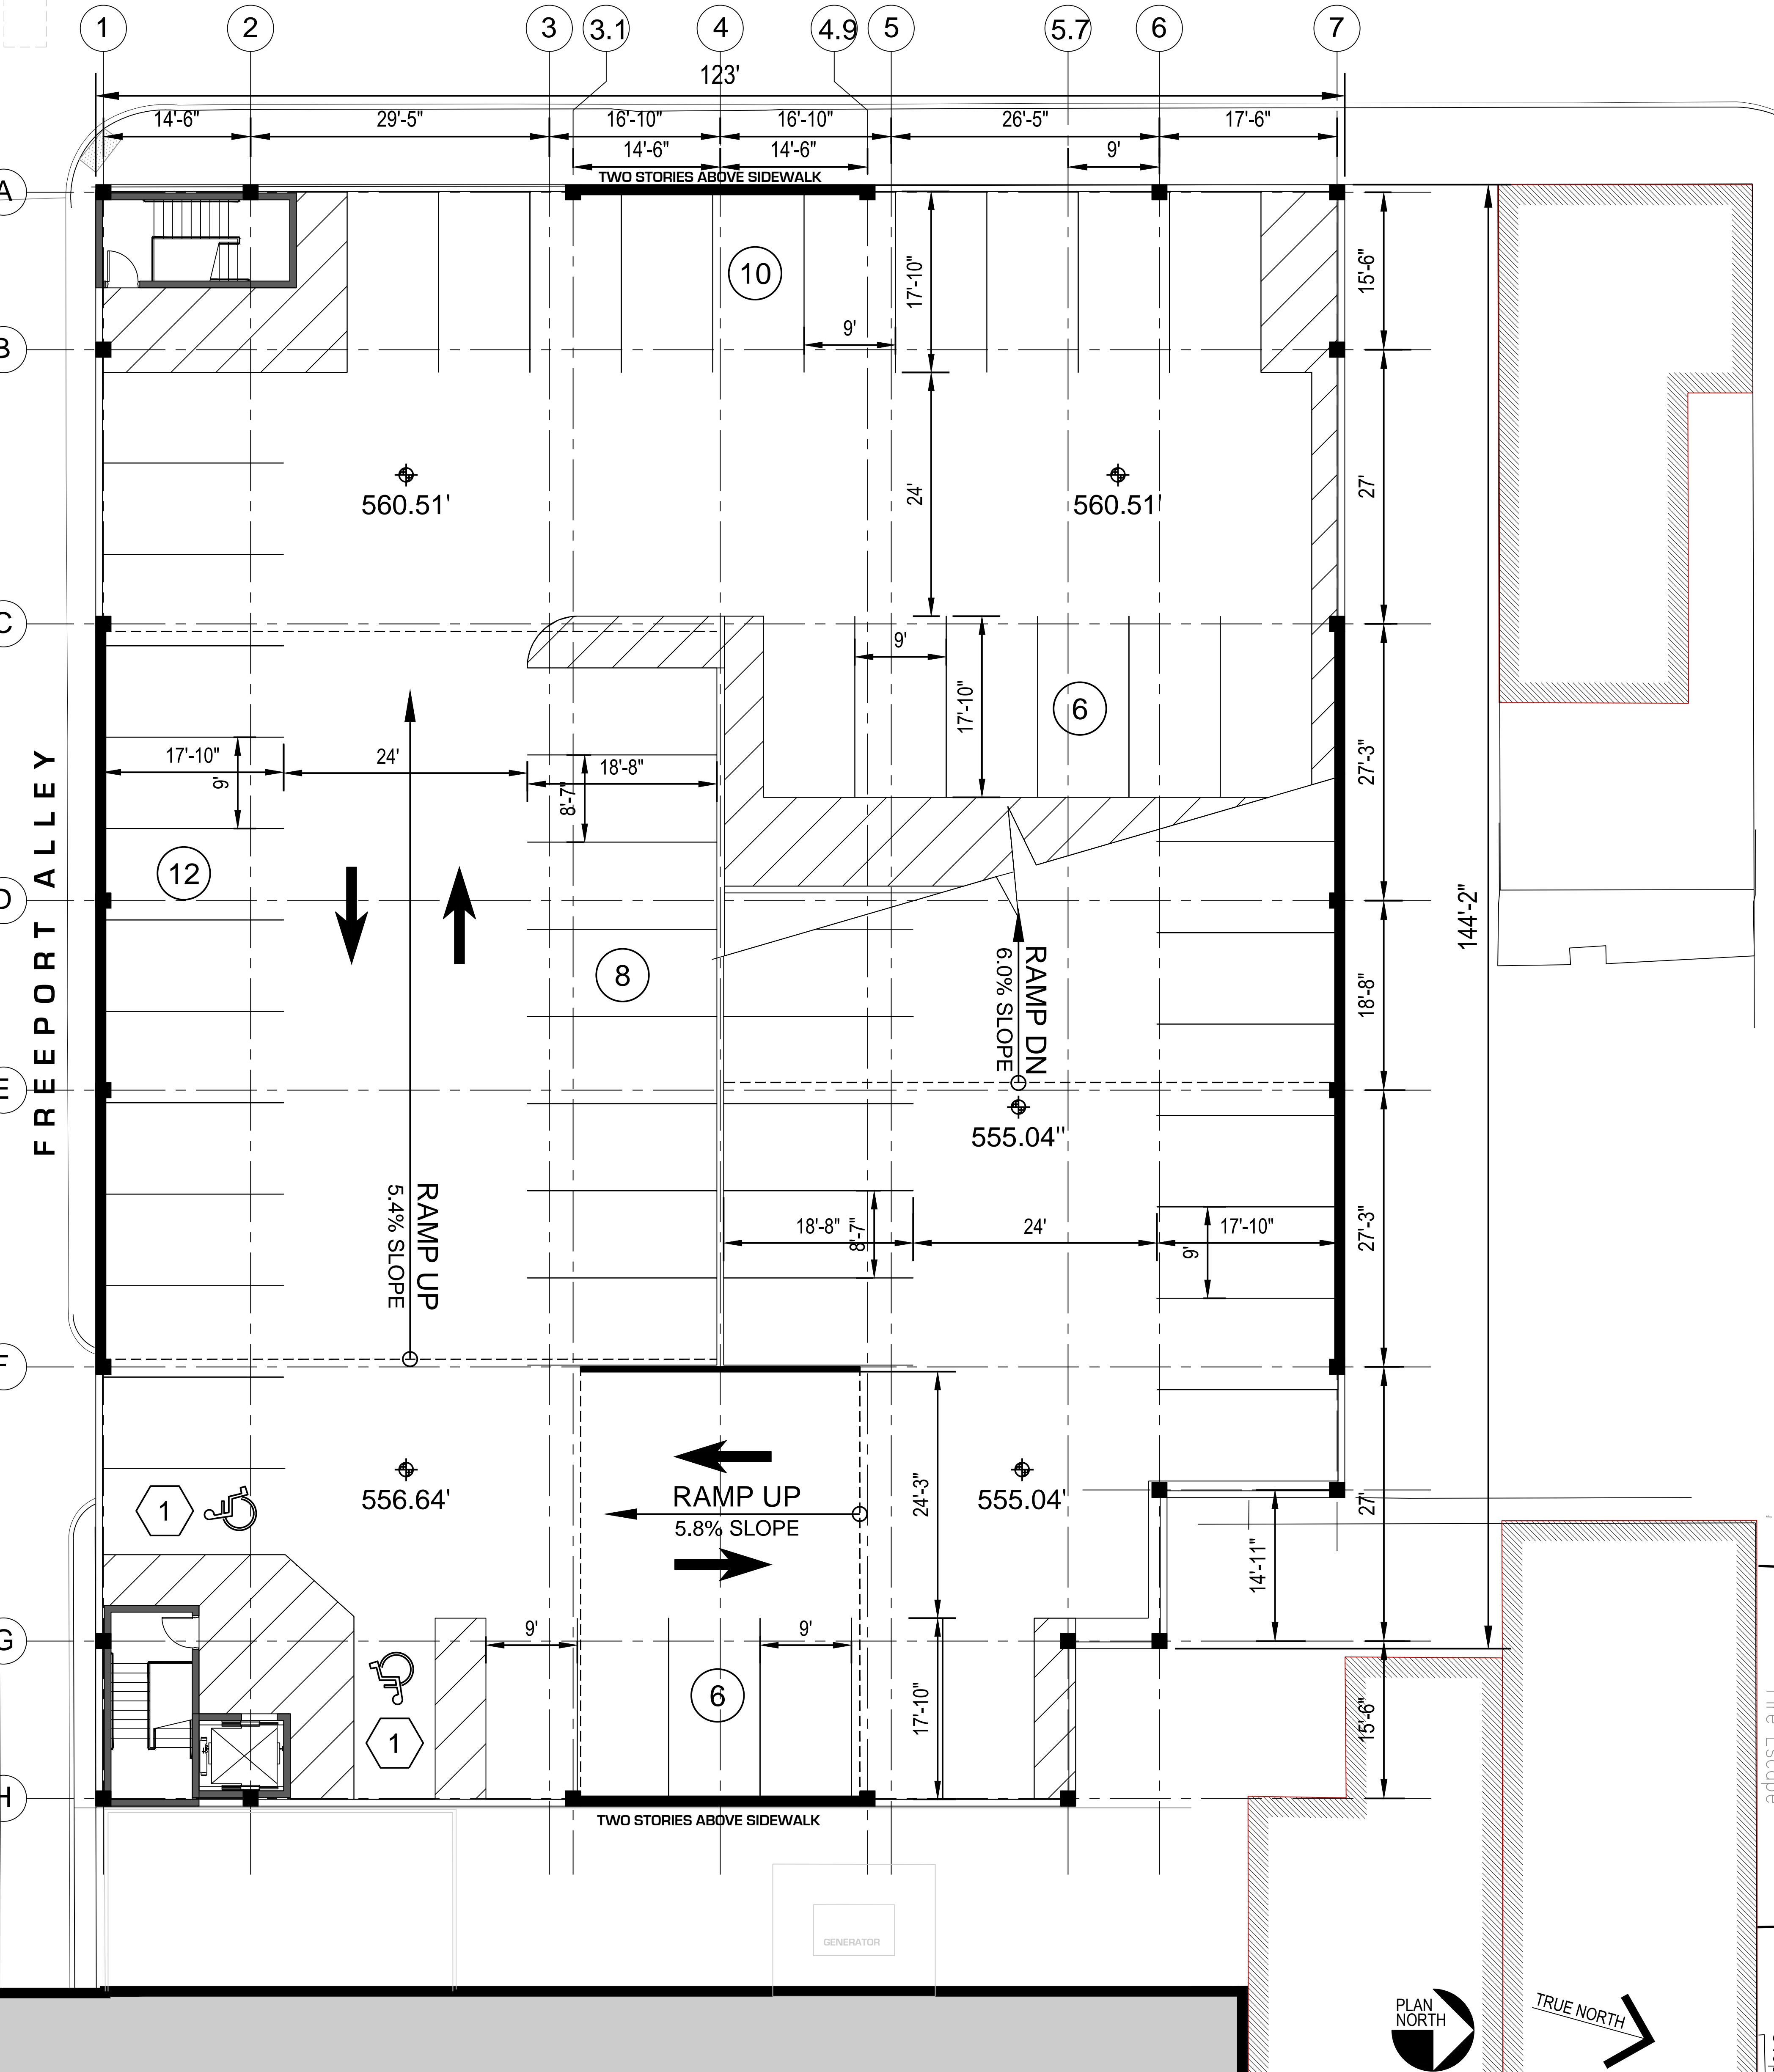 1
2
3
3.1
4
4.9
5
5.7
6
7
123'
14'-6"
29'-5"
16'-10"
16'-10"
26'-5"
17'-6"
14'-6"
14'-6"
9'
TWO STORIES ABOVE SIDEWALK
A
10
17'-10"
15'-6"
B
9'
560.51'
24'
560.51'
27'
C
9'
17'-10"
6
FREEPORT ALLEY
17'-10"
9'
24'
18'-8"
8'-7"
27'-3"
12
D
144'-2"
8
RAMP DN
6.0% SLOPE
18'-8"
E
555.04"
RAMP UP
5.4% SLOPE
18'-8"
8'-7"
24'
17'-10"
9'
27'-3"
F
1
556.64'
RAMP UP
5.8% SLOPE
24'-3"
555.04'
14'-11"
27'
G
9'
9'
1
6
17'-10"
15'-6"
H
TWO STORIES ABOVE SIDEWALK
GENERATOR
PLAN
NORTH
TRUE NORTH